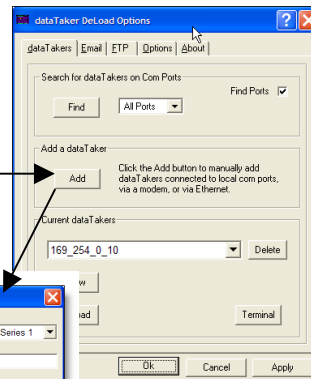 dataTaker DeLoad Options
dataTakers Email FTP Options About
Search for dataTakers on Com Ports
Find Ports
Find All Ports
Add a dataTaker
Add
Click the Add button to manually add
dataTakers connected to local com ports,
via a modem, or via Ethernet.
Current dataTakers
169_254_0_10 Delete
Series 1
Terminal
Ok Cancel Apply